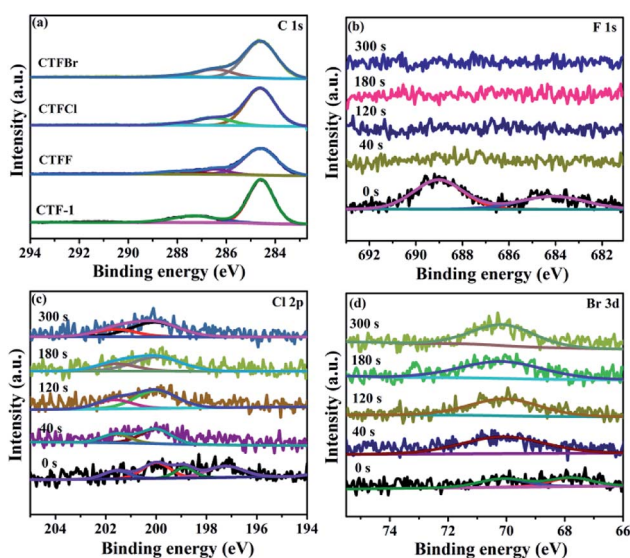 (a) C 1s
CTFBr
CTFCl
CTFF
CTF-1
Intensity (a.u.)
294 292 290 288 286 284
Binding energy (eV)
(b) F 1s
300 s
180 s
120 s
40 s
0 s
Intensity (a.u.)
692 690 688 686 684 682
Binding energy (eV)
(c) Cl 2p
300 s
180 s
120 s
40 s
0 s
Intensity (a.u.)
204 202 200 198 196 194
Binding energy (eV)
(d) Br 3d
300 s
180 s
120 s
40 s
0 s
Intensity (a.u.)
74 72 70 68 66
Binding energy (eV)